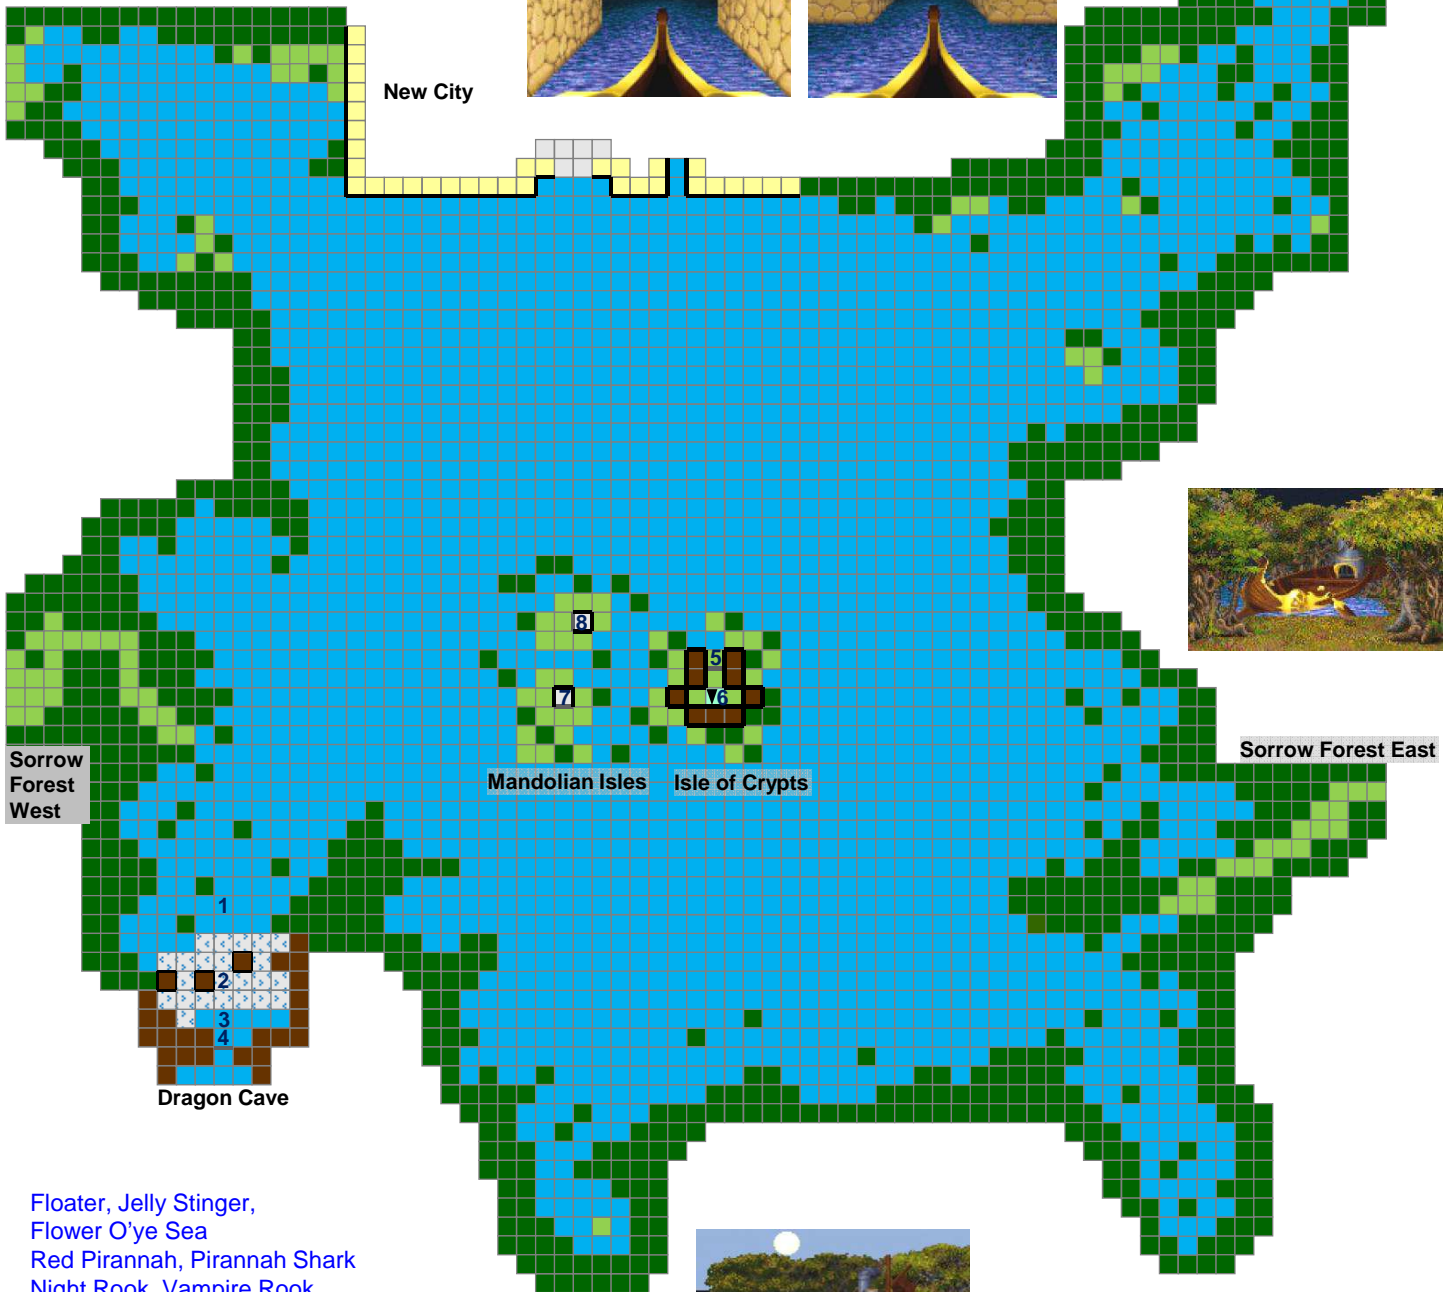 New City
8
5
7
6
Sorrow
Forest
West
Sorrow Forest East
Mandolian Isles
Isle of Crypts
1
2
3
4
Dragon Cave
Floater, Jelly Stinger,
Flower O'ye Sea
Red Pirannah, Pirannah Shark
Night Rook, Vampire Rook